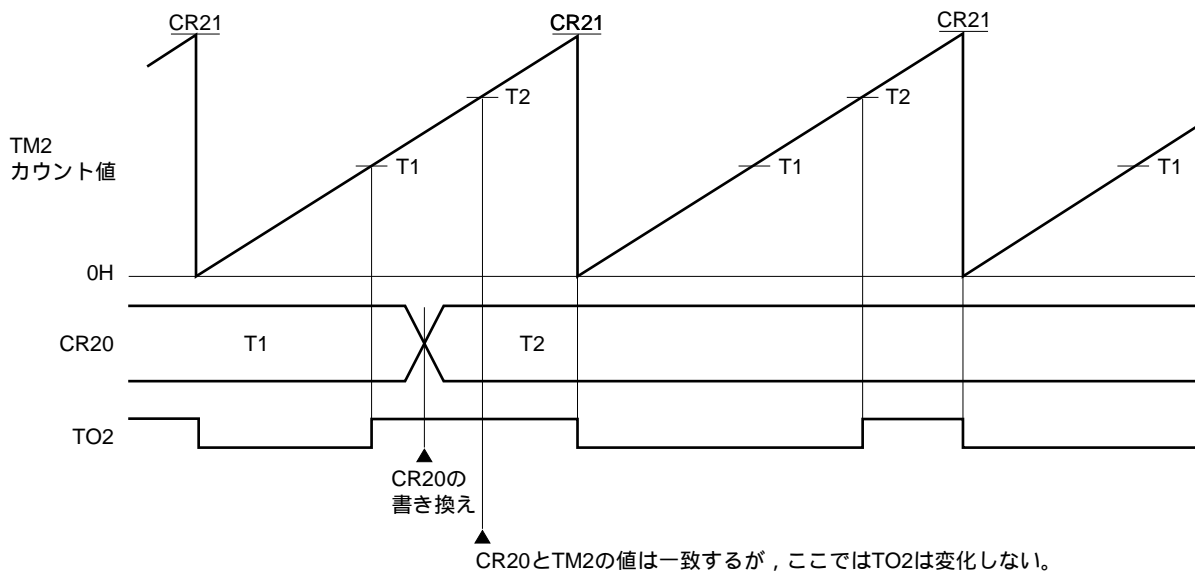 CR21
CR21
CR21
T2
T2
TM2
カウント値
T1
T1
T1
0H
CR20
T1
T2
TO2
CR20の
書き換え
CR20とTM2の値は一致するが，ここではTO2は変化しない。